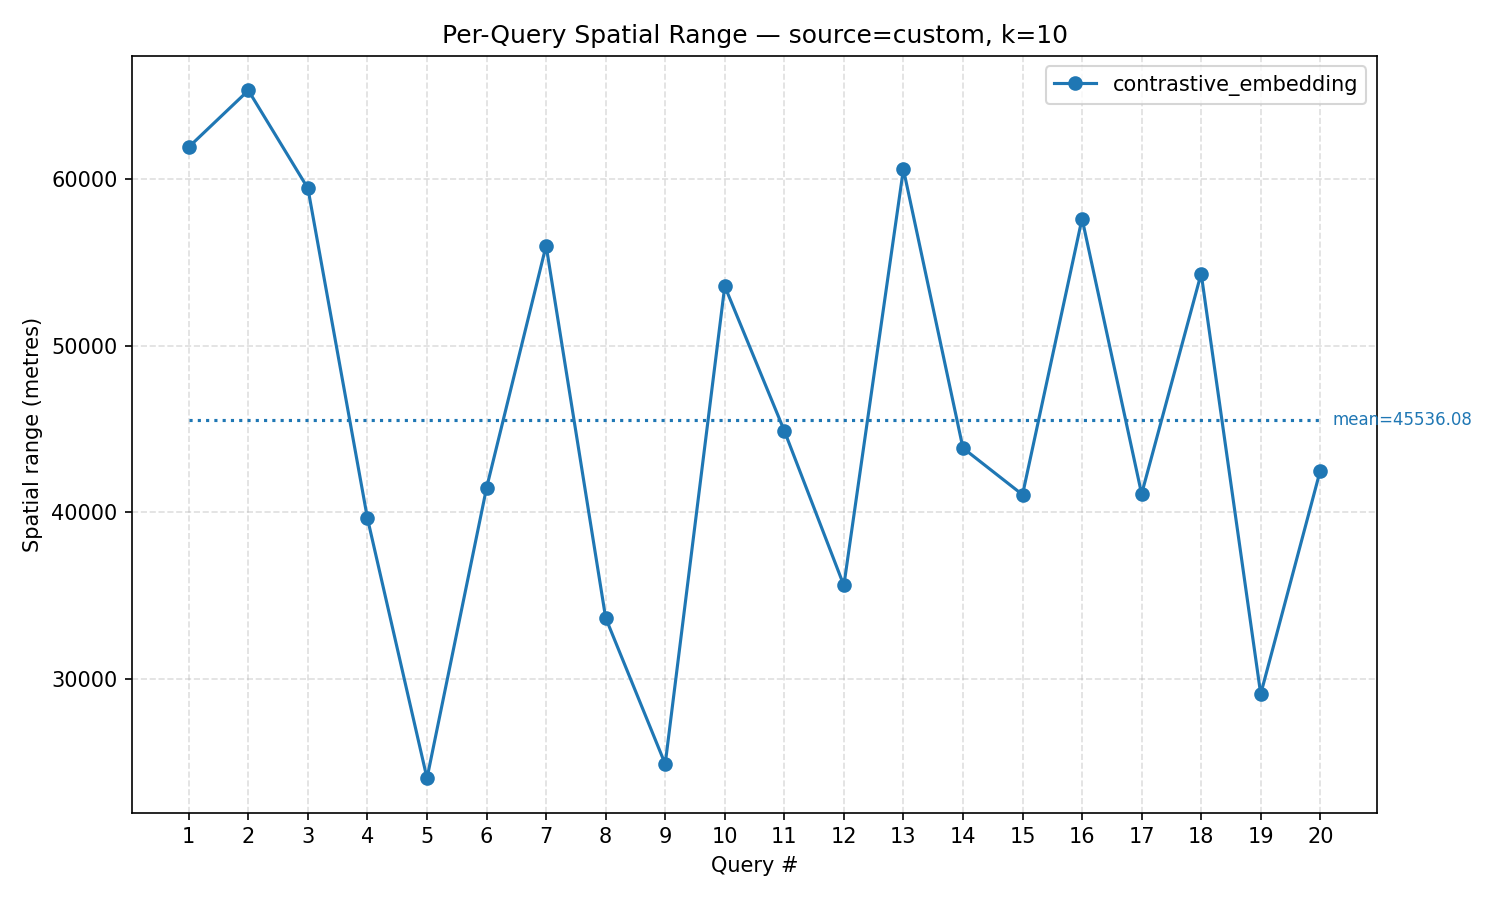 Per-Query Spatial Range — source=custom, k=10
contrastive_embedding
Spatial range (metres)
60000
50000
40000
30000
mean=45536.08
1 2 3 4 5 6 7 8 9 10 11 12 13 14 15 16 17 18 19 20
Query #